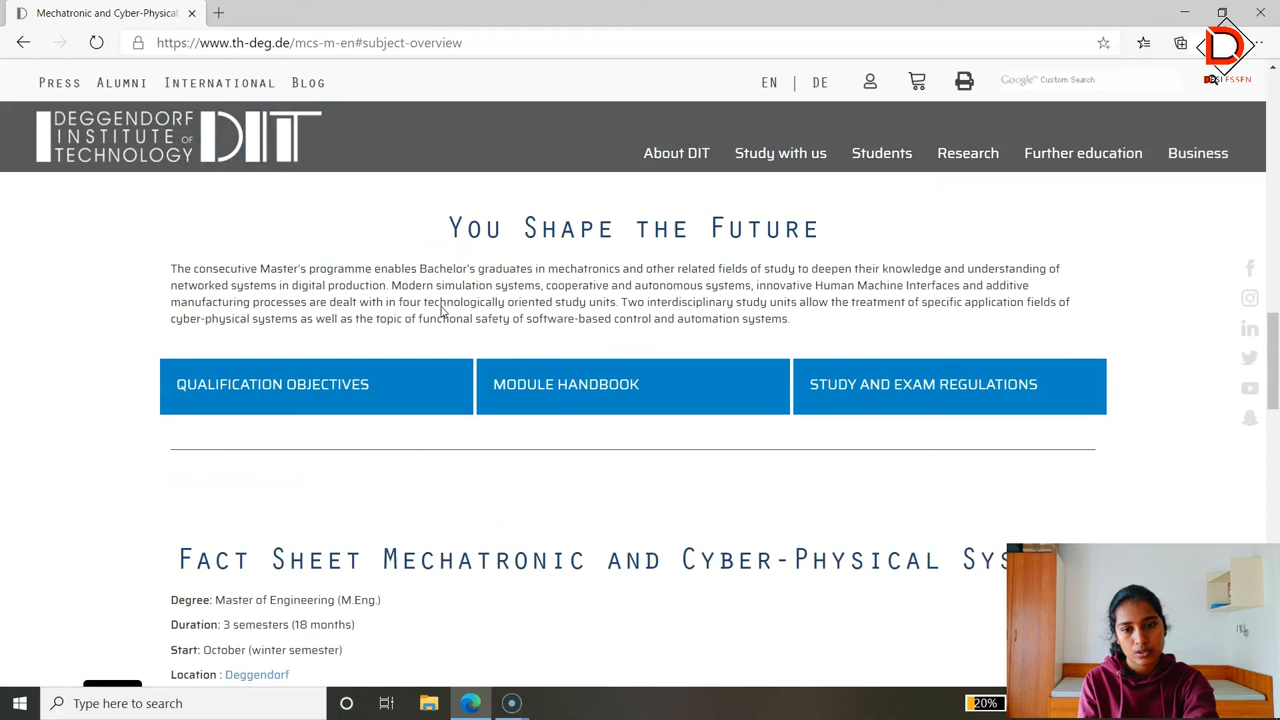 Mechatronic and Cyber-Physical
https://www.th-deg.de/mcs-m-en#subject-overview
PRESS ALUMNI INTERNATIONAL BLOG
EN | DE
Google™ Custom Search
DEGGENDORF
INSTITUTE OF
TECHNOLOGY
DIT
About DIT Study with us Students Research Further education Business
YOU SHAPE THE FUTURE
The consecutive Master's programme enables Bachelor's graduates in mechatronics and other related fields of study to deepen their knowledge and understanding of
networked systems in digital production. Modern simulation systems, cooperative and autonomous systems, innovative Human Machine Interfaces and additive
manufacturing processes are dealt with in four technologically oriented study units. Two interdisciplinary study units allow the treatment of specific application fields of
cyber-physical systems as well as the topic of functional safety of software-based control and automation systems.
QUALIFICATION OBJECTIVES
MODULE HANDBOOK
STUDY AND EXAM REGULATIONS
FACT SHEET MECHATRONIC AND CYBER-PHYSICAL SYS
Degree: Master of Engineering (M.Eng.)
Duration: 3 semesters (18 months)
Start: October (winter semester)
Location : Deggendorf
Type here to search
20%